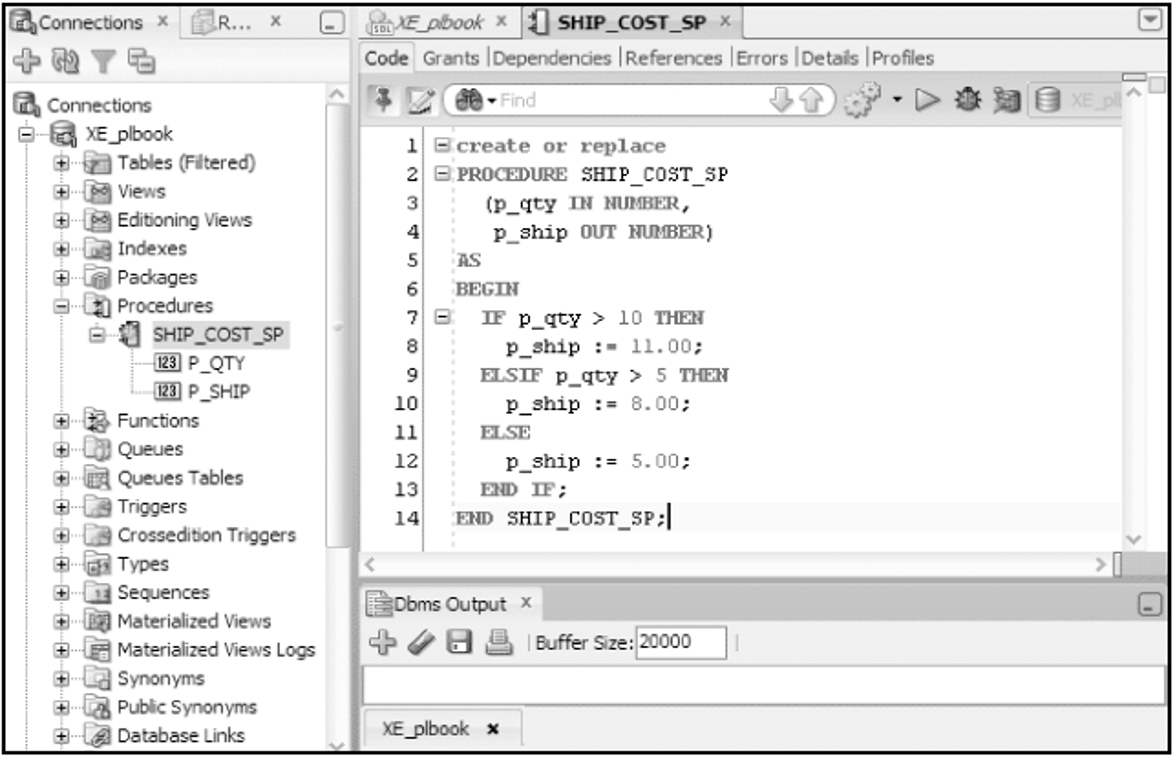 Connections
R...
Connections
XE_plbook
Tables (Filtered)
Views
Editioning Views
Indexes
Packages
Procedures
SHIP_COST_SP
123 P_QTY
123 P_SHIP
Functions
Queues
Queues Tables
Triggers
Crossedition Triggers
Types
Sequences
Materialized Views
Materialized Views Logs
Synonyms
Public Synonyms
Database Links
XE_plbook
SHIP_COST_SP
Code Grants |Dependencies |References |Errors |Details |Profiles
Find
XE_pl
1 create or replace
2 PROCEDURE SHIP_COST_SP
3 (p_qty IN NUMBER,
4 p_ship OUT NUMBER)
5 AS
6 BEGIN
7 IF p_qty > 10 THEN
8 p_ship := 11.00;
9 ELSIF p_qty > 5 THEN
10 p_ship := 8.00;
11 ELSE
12 p_ship := 5.00;
13 END IF;
14 END SHIP_COST_SP;
Dbms Output
Buffer Size: 20000
XE_plbook